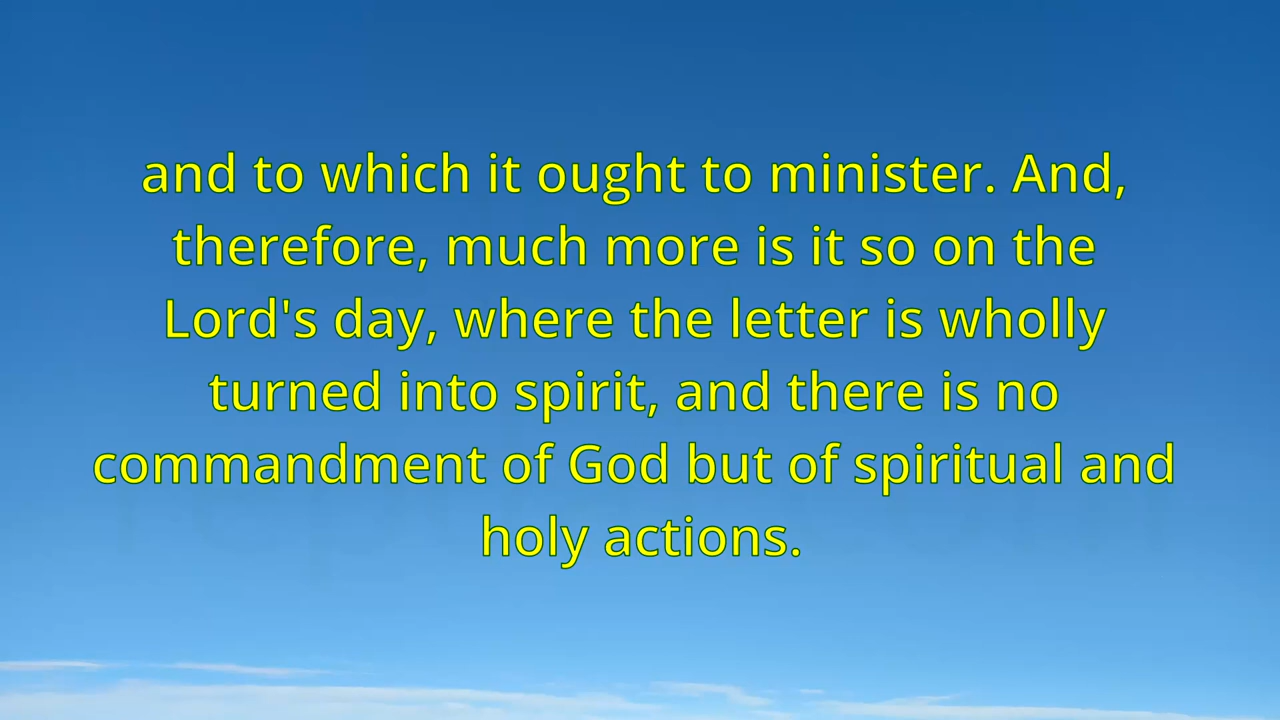 and to which it ought to minister. And,
therefore, much more is it so on the
Lord's day, where the letter is wholly
turned into spirit, and there is no
commandment of God but of spiritual and
holy actions.